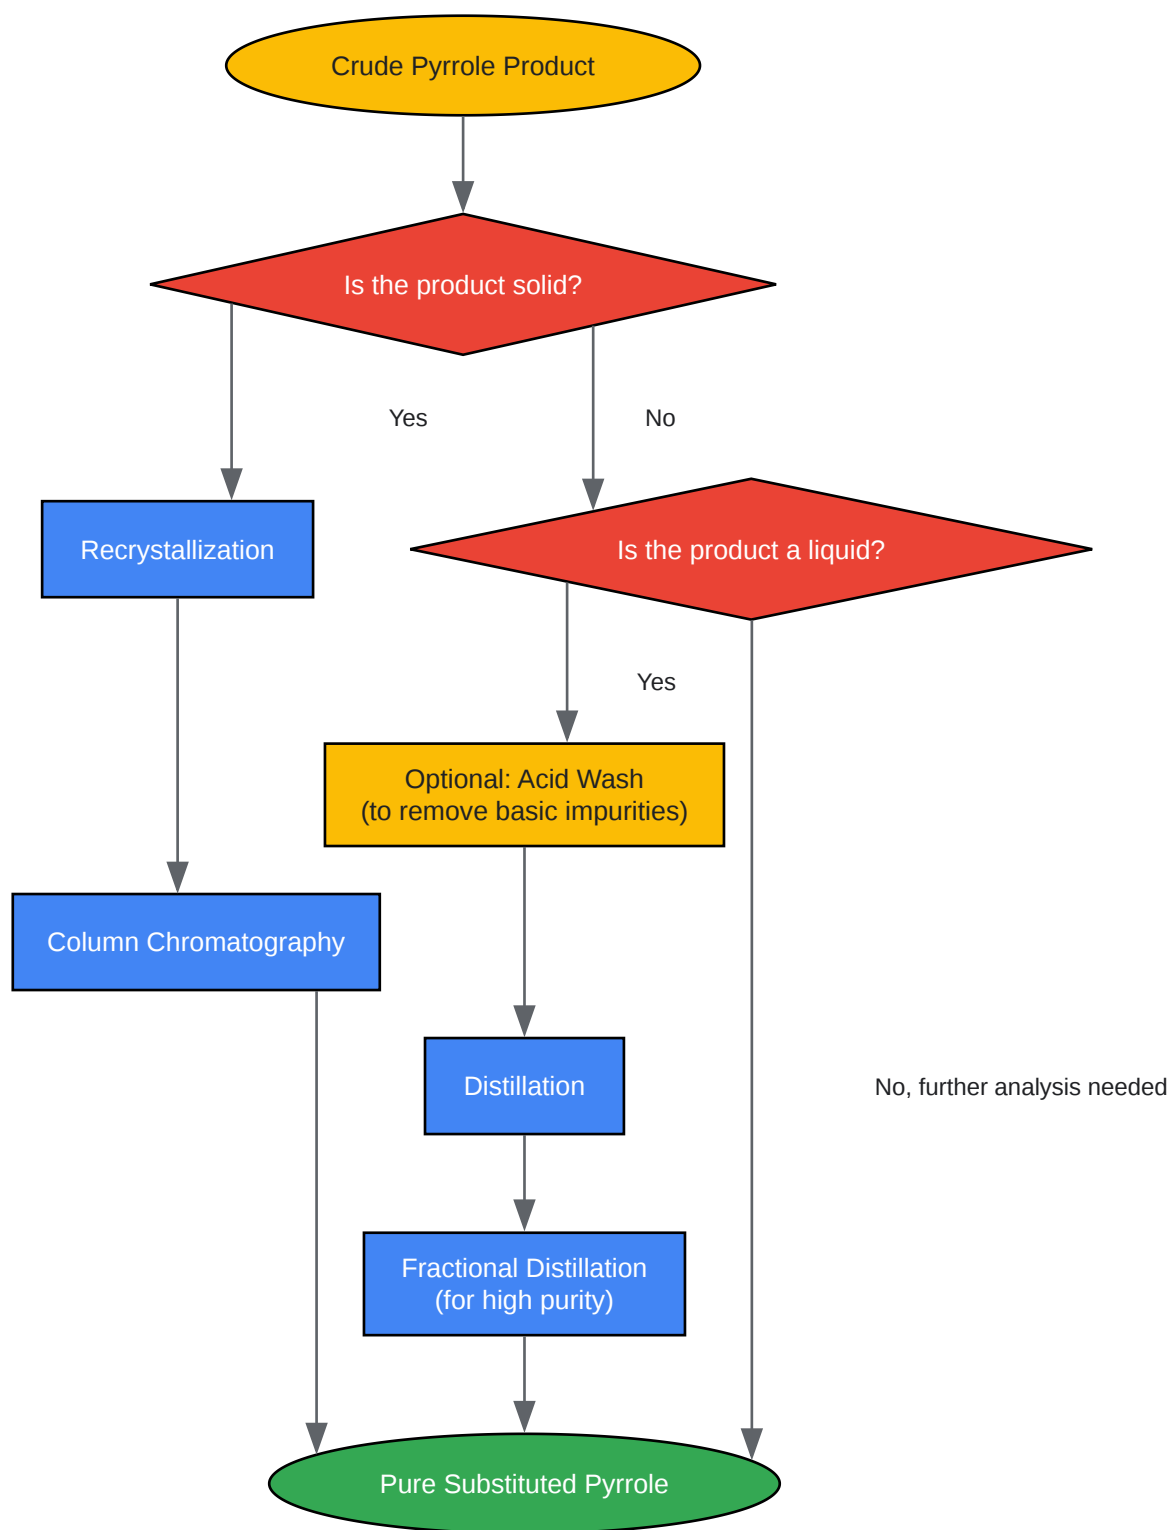 Crude Pyrrole Product
Is the product solid?
Yes
No
Recrystallization
Is the product a liquid?
Yes
Optional: Acid Wash
(to remove basic impurities)
Column Chromatography
Distillation
No, further analysis needed
Fractional Distillation
(for high purity)
Pure Substituted Pyrrole